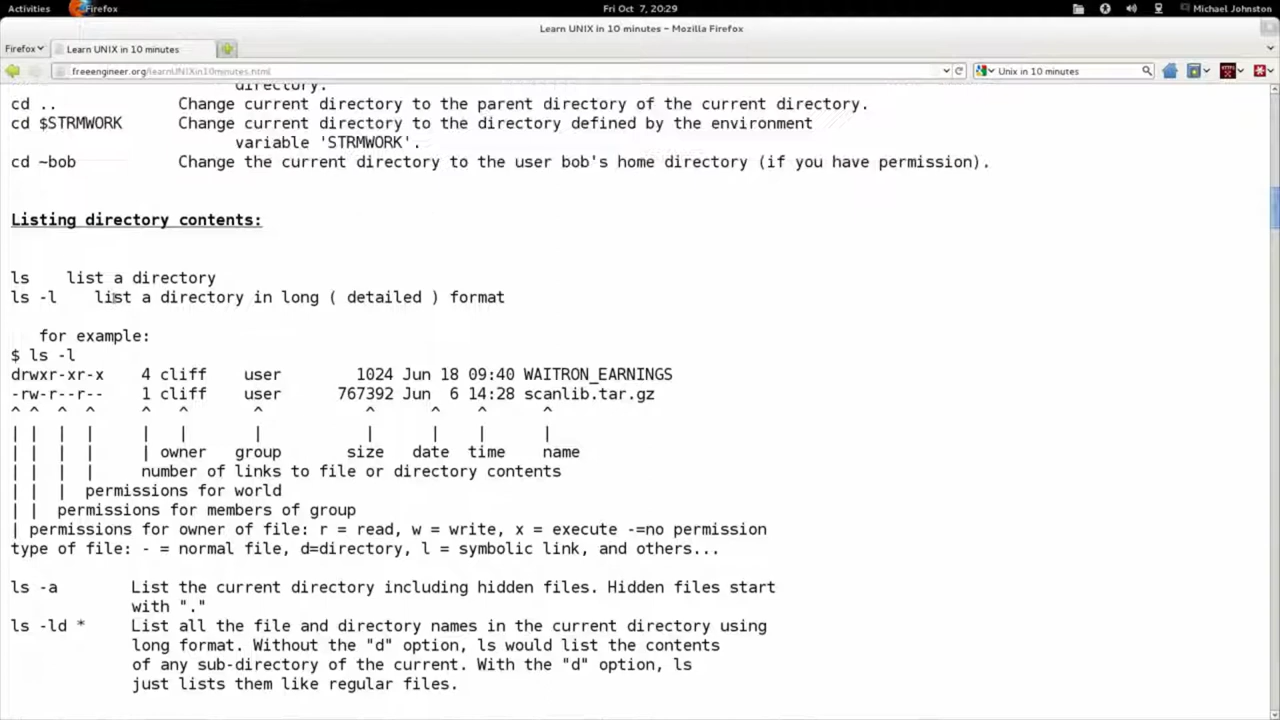 Activities Firefox Fri Oct 7, 20:29 Michael Johnston
Learn UNIX in 10 minutes - Mozilla Firefox
Firefox Learn UNIX in 10 minutes
freeengineer.org/learnUNIXin10minutes.html Unix in 10 minutes
directory.
cd .. Change current directory to the parent directory of the current directory.
cd $STRMWORK Change current directory to the directory defined by the environment
variable 'STRMWORK'.
cd ~bob Change the current directory to the user bob's home directory (if you have permission).
Listing directory contents:
ls list a directory
ls -l list a directory in long ( detailed ) format
for example:
$ ls -l
drwxr-xr-x 4 cliff user 1024 Jun 18 09:40 WAITRON_EARNINGS
-rw-r--r-- 1 cliff user 767392 Jun 6 14:28 scanlib.tar.gz
^ ^ ^ ^ ^ ^ ^ ^ ^ ^ ^
| | | | | | | | | | |
| | | | | owner group size date time name
| | | | number of links to file or directory contents
| | | permissions for world
| | permissions for members of group
| permissions for owner of file: r = read, w = write, x = execute -=no permission
type of file: - = normal file, d=directory, l = symbolic link, and others...
ls -a List the current directory including hidden files. Hidden files start
with "."
ls -ld * List all the file and directory names in the current directory using
long format. Without the "d" option, ls would list the contents
of any sub-directory of the current. With the "d" option, ls
just lists them like regular files.